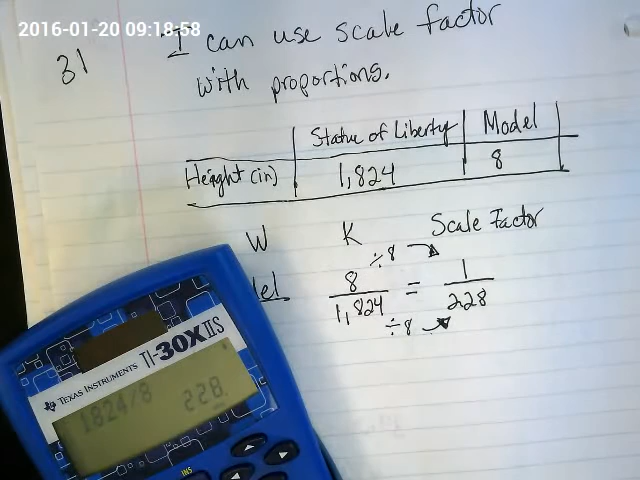 2016-01-20 09:18:58
31
I can use scale factor
with proportions.
Statue of Liberty Model
Height (in) 1,824 8
W K Scale Factor
÷8
8/1,824 = 1/228
÷8
TEXAS INSTRUMENTS TI-30X IIS
1824/8
228.
INS